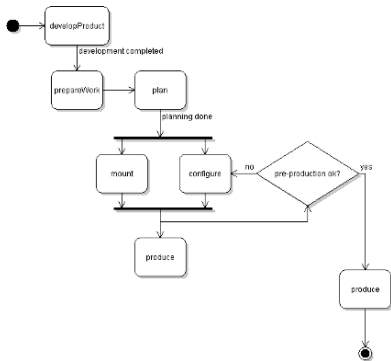 developProduct
development completed
prepareWork
plan
planning done
mount
configure
no
pre-production ok?
yes
produce
produce